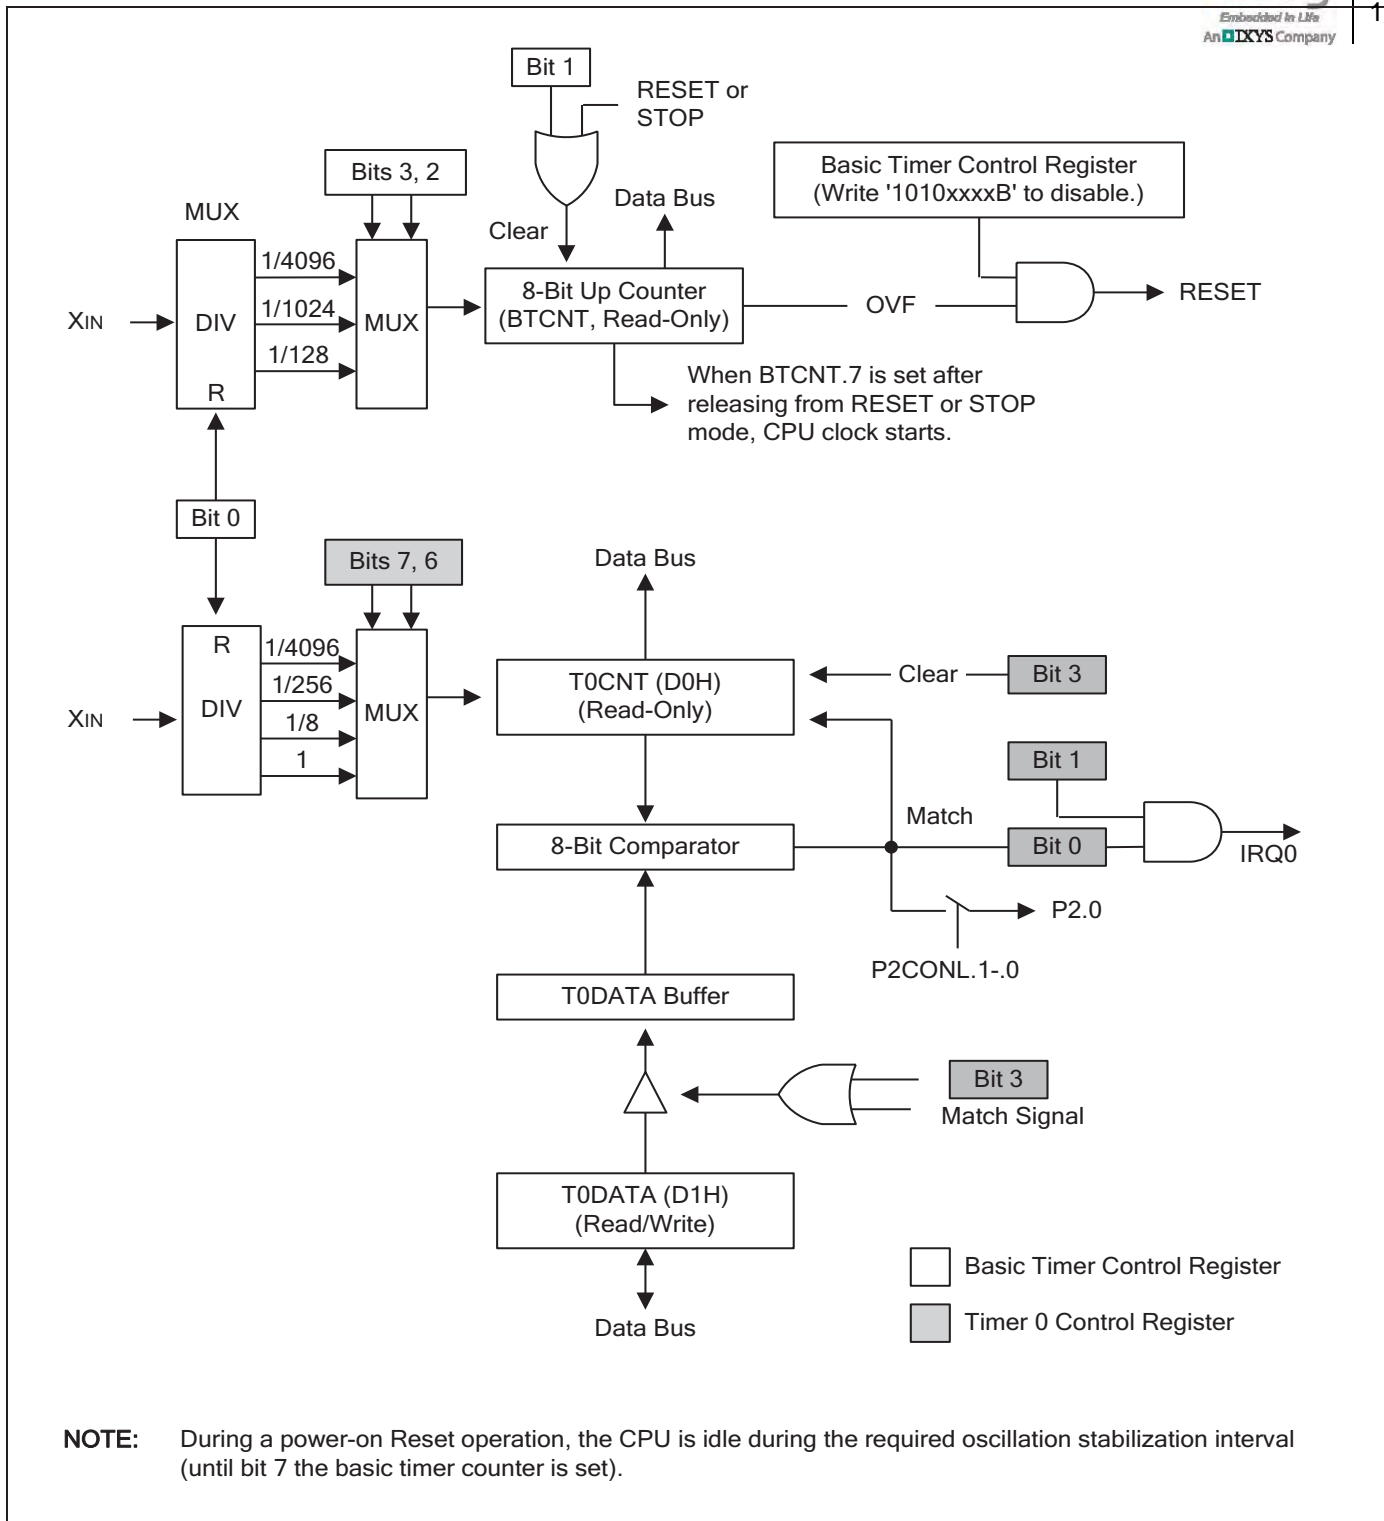 Embedded in Life
An IXYS Company
1
Bit 1
RESET or
STOP
Bits 3, 2
Basic Timer Control Register
(Write '1010xxxxB' to disable.)
MUX
Data Bus
Clear
1/4096
1/1024
1/128
XIN
DIV
R
MUX
8-Bit Up Counter
(BTCNT, Read-Only)
OVF
RESET
When BTCNT.7 is set after
releasing from RESET or STOP
mode, CPU clock starts.
Bit 0
Bits 7, 6
Data Bus
R
1/4096
1/256
1/8
1
XIN
DIV
MUX
T0CNT (D0H)
(Read-Only)
Clear
Bit 3
Bit 1
Match
8-Bit Comparator
Bit 0
IRQ0
P2.0
P2CONL.1-.0
T0DATA Buffer
Bit 3
Match Signal
T0DATA (D1H)
(Read/Write)
Data Bus
Basic Timer Control Register
Timer 0 Control Register
NOTE: During a power-on Reset operation, the CPU is idle during the required oscillation stabilization interval
(until bit 7 the basic timer counter is set).